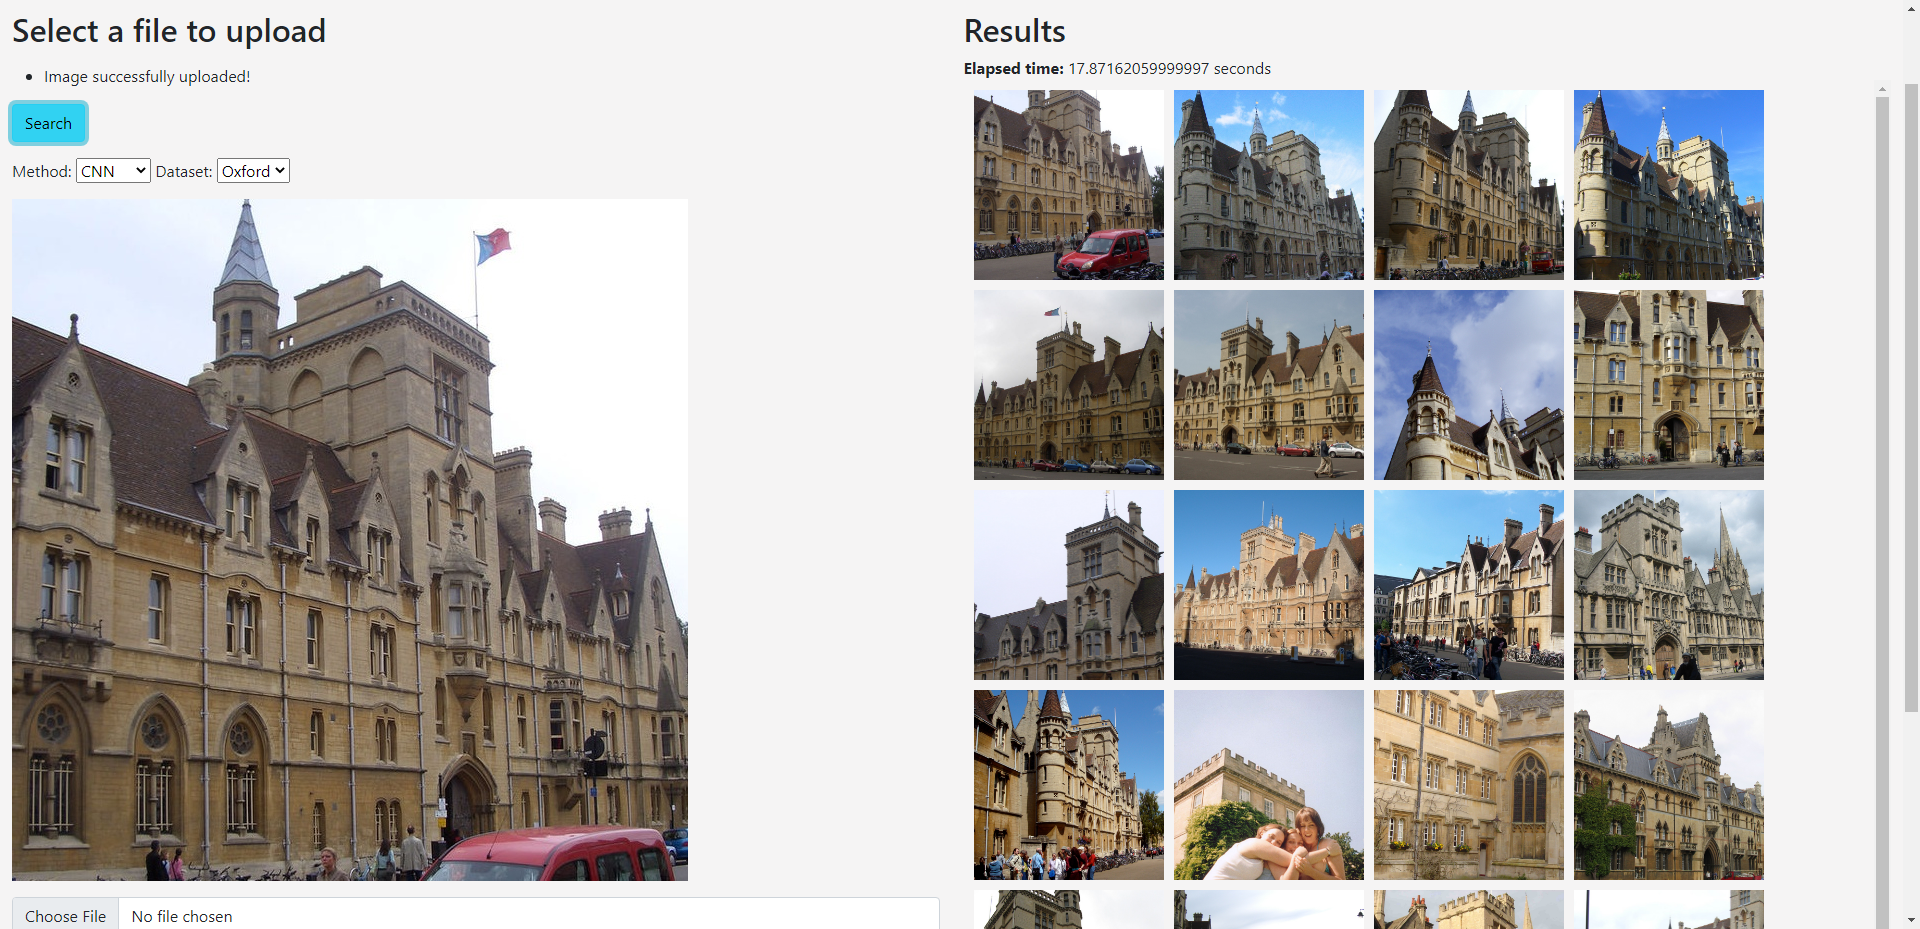 Select a file to upload
Image successfully uploaded!
Search
Method: CNN Dataset: Oxford
Choose File No file chosen
Results
Elapsed time: 17.87162059999997 seconds